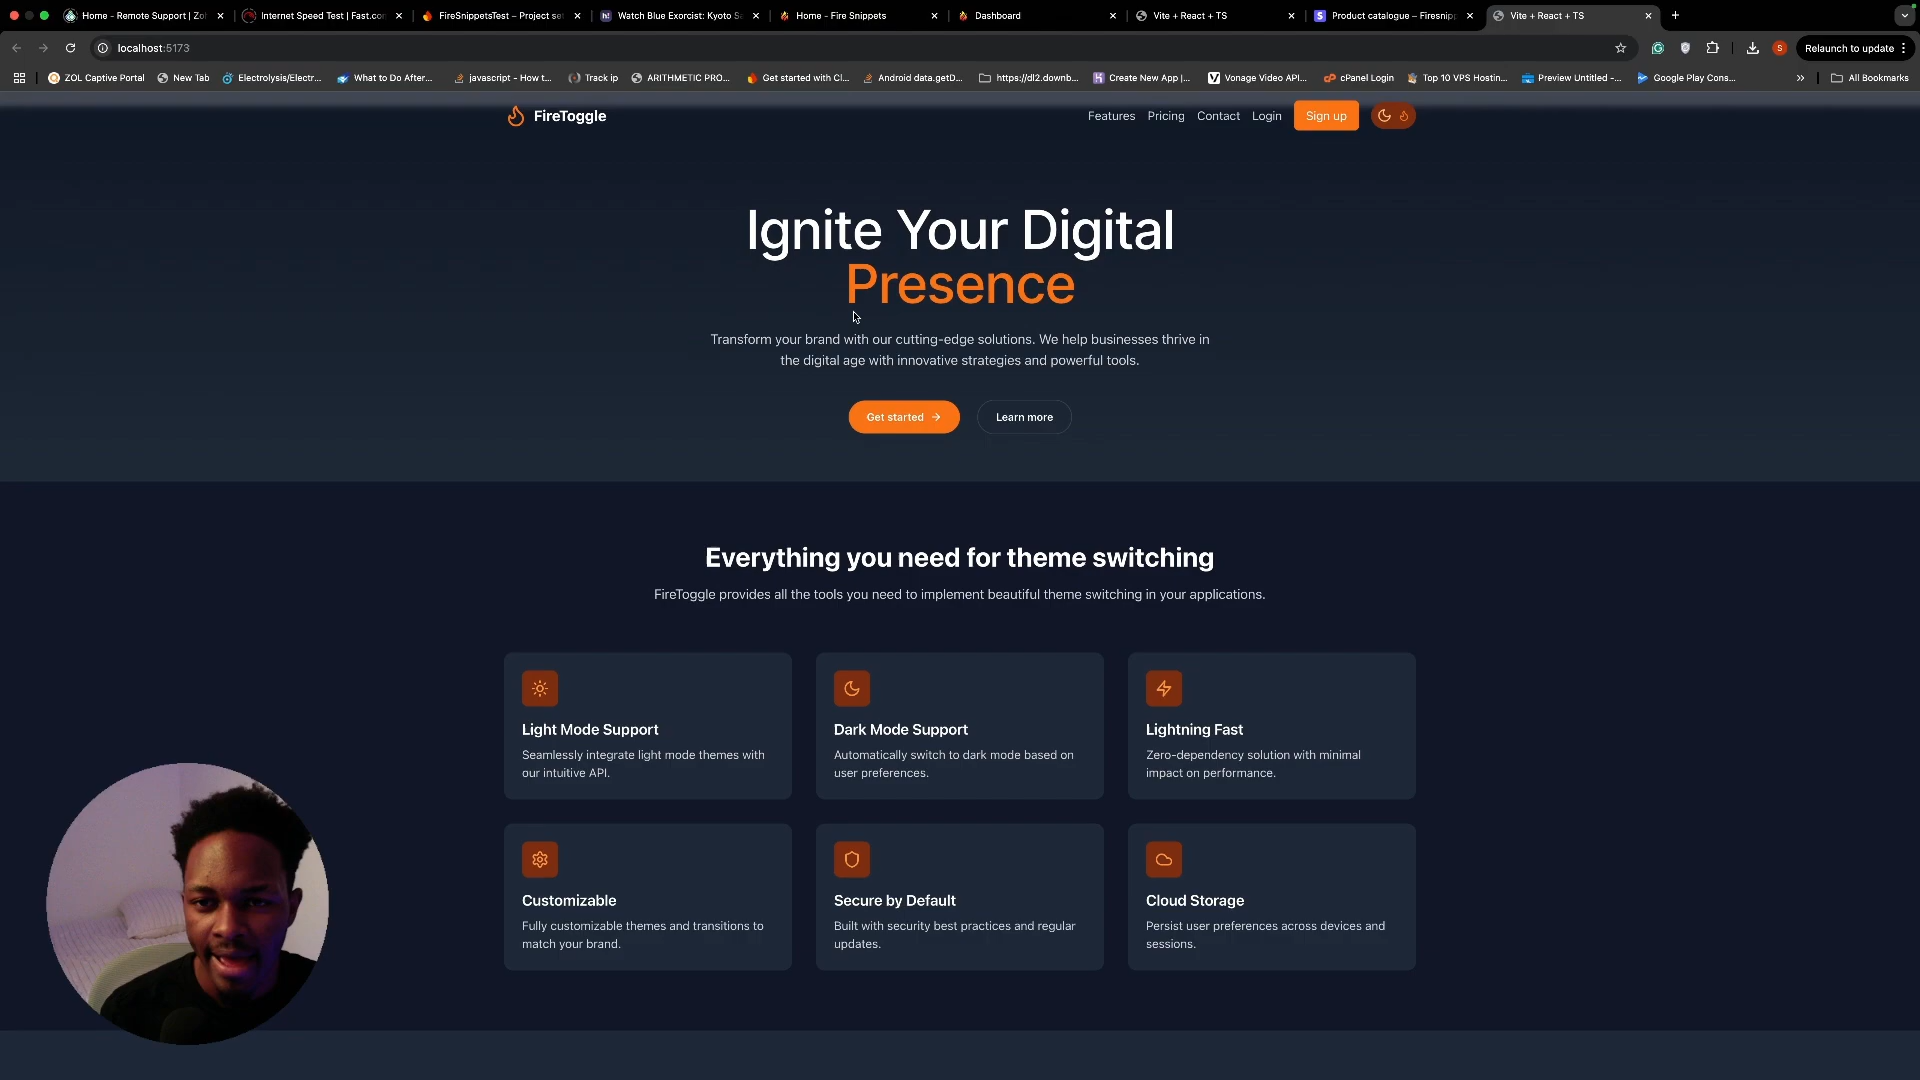 Home - Remote Support | Zo
Internet Speed Test | Fast.con
FireSnippetsTest – Project set
Watch Blue Exorcist: Kyoto Sa
Home - Fire Snippets
Dashboard
Vite + React + TS
Product catalogue – Firesnipp
Vite + React + TS
localhost:5173
S
Relaunch to update
ZOL Captive Portal
New Tab
Electrolysis/Electr...
What to Do After...
javascript - How t...
Track ip
ARITHMETIC PRO...
Get started with Cl...
Android data.getD...
https://dl2.downb...
Create New App |...
Vonage Video API...
cPanel Login
Top 10 VPS Hostin...
Preview Untitled -...
Google Play Cons...
All Bookmarks
FireToggle
Features
Pricing
Contact
Login
Sign up
Ignite Your Digital
Presence
Transform your brand with our cutting-edge solutions. We help businesses thrive in
the digital age with innovative strategies and powerful tools.
Get started →
Learn more
Everything you need for theme switching
FireToggle provides all the tools you need to implement beautiful theme switching in your applications.
Light Mode Support
Seamlessly integrate light mode themes with
our intuitive API.
Dark Mode Support
Automatically switch to dark mode based on
user preferences.
Lightning Fast
Zero-dependency solution with minimal
impact on performance.
Customizable
Fully customizable themes and transitions to
match your brand.
Secure by Default
Built with security best practices and regular
updates.
Cloud Storage
Persist user preferences across devices and
sessions.